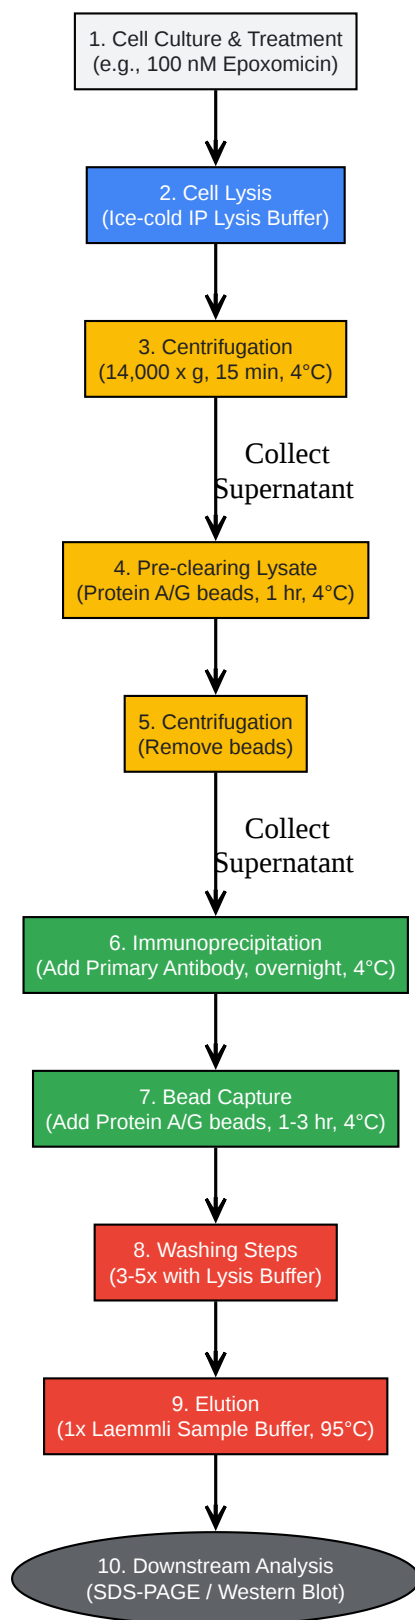 1. Cell Culture & Treatment
(e.g., 100 nM Epoxomicin)
2. Cell Lysis
(Ice-cold IP Lysis Buffer)
3. Centrifugation
(14,000 x g, 15 min, 4°C)
Collect
Supernatant
4. Pre-clearing Lysate
(Protein A/G beads, 1 hr, 4°C)
5. Centrifugation
(Remove beads)
Collect
Supernatant
6. Immunoprecipitation
(Add Primary Antibody, overnight, 4°C)
7. Bead Capture
(Add Protein A/G beads, 1-3 hr, 4°C)
8. Washing Steps
(3-5x with Lysis Buffer)
9. Elution
(1x Laemmli Sample Buffer, 95°C)
10. Downstream Analysis
(SDS-PAGE / Western Blot)